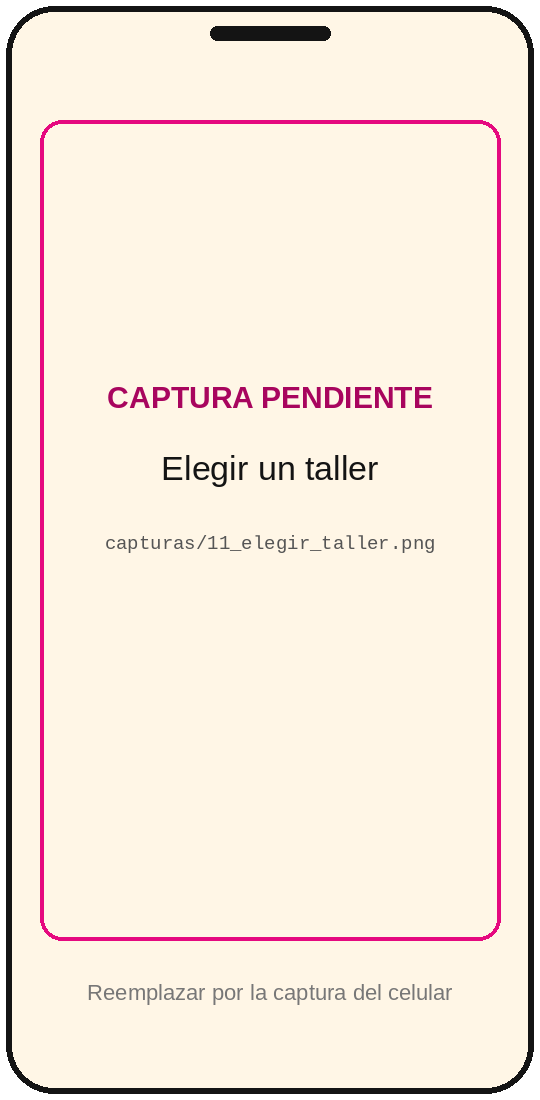 CAPTURA PENDIENTE
Elegir un taller
capturas/11_elegir_taller.png
Reemplazar por la captura del celular